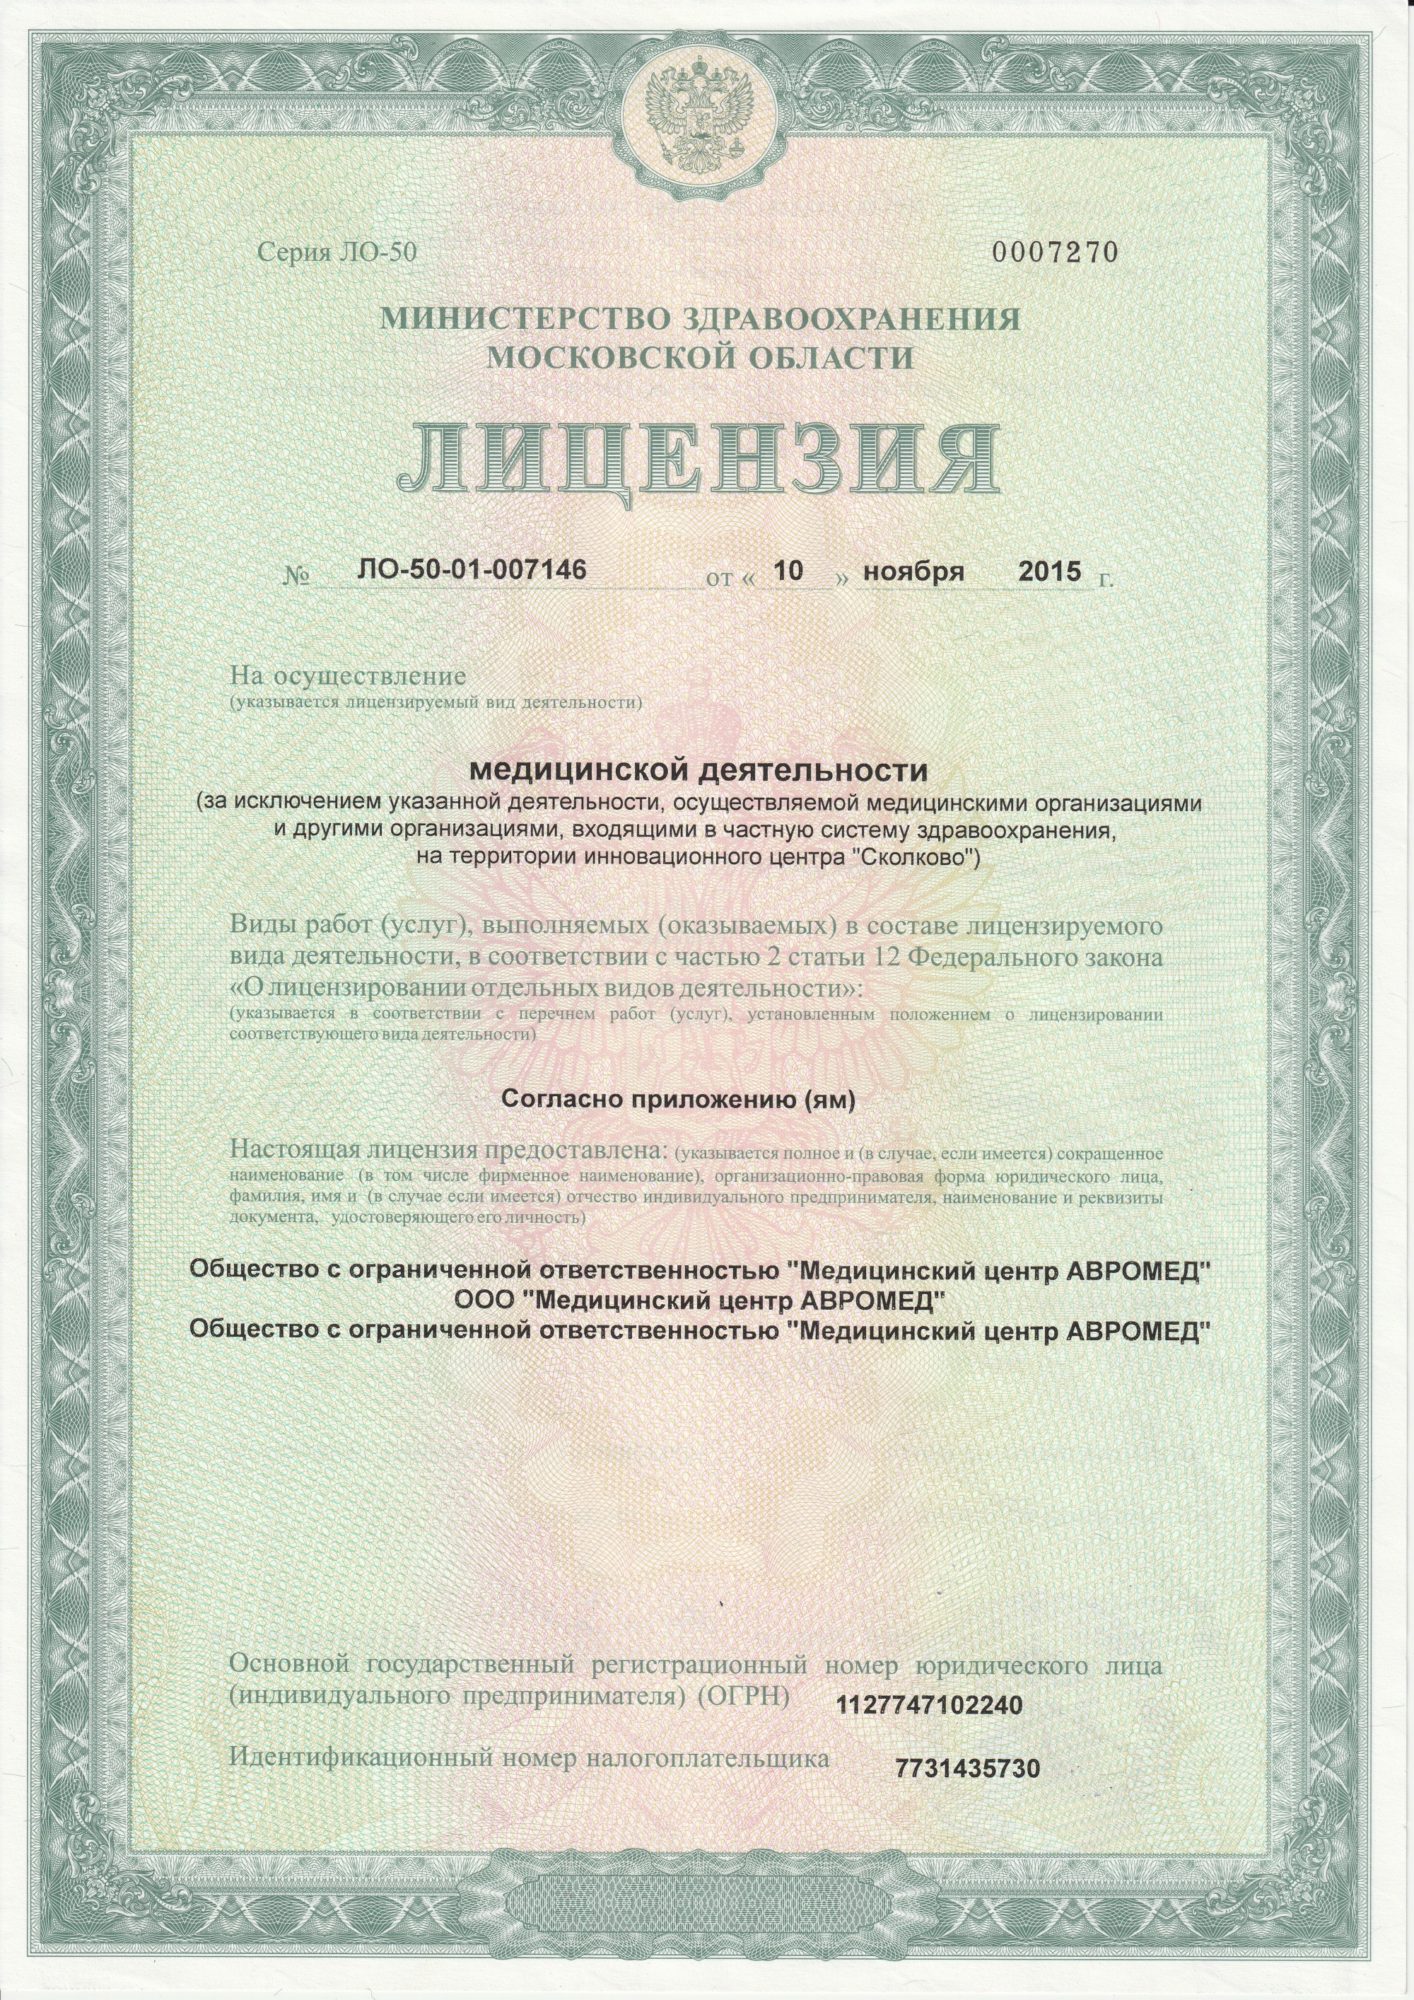 Серия ЛО-50 0007270
МИНИСТЕРСТВО ЗДРАВООХРАНЕНИЯ
МОСКОВСКОЙ ОБЛАСТИ
ЛИЦЕНЗИЯ
№ ЛО-50-01-007146 от « 10 » ноября 2015 г.
На осуществление
(указывается лицензируемый вид деятельности)
медицинской деятельности
(за исключением указанной деятельности, осуществляемой медицинскими организациями
и другими организациями, входящими в частную систему здравоохранения,
на территории инновационного центра "Сколково")
Виды работ (услуг), выполняемых (оказываемых) в составе лицензируемого
вида деятельности, в соответствии с частью 2 статьи 12 Федерального закона
«О лицензировании отдельных видов деятельности»:
(указывается в соответствии с перечнем работ (услуг), установленным положением о лицензировании
соответствующего вида деятельности)
Согласно приложению (ям)
Настоящая лицензия предоставлена: (указывается полное и (в случае, если имеется) сокращенное
наименование (в том числе фирменное наименование), организационно-правовая форма юридического лица,
фамилия, имя и (в случае если имеется) отчество индивидуального предпринимателя, наименование и реквизиты
документа, удостоверяющего его личность)
Общество с ограниченной ответственностью "Медицинский центр АВРОМЕД"
ООО "Медицинский центр АВРОМЕД"
Общество с ограниченной ответственностью "Медицинский центр АВРОМЕД"
Основной государственный регистрационный номер юридического лица
(индивидуального предпринимателя) (ОГРН) 1127747102240
Идентификационный номер налогоплательщика 7731435730